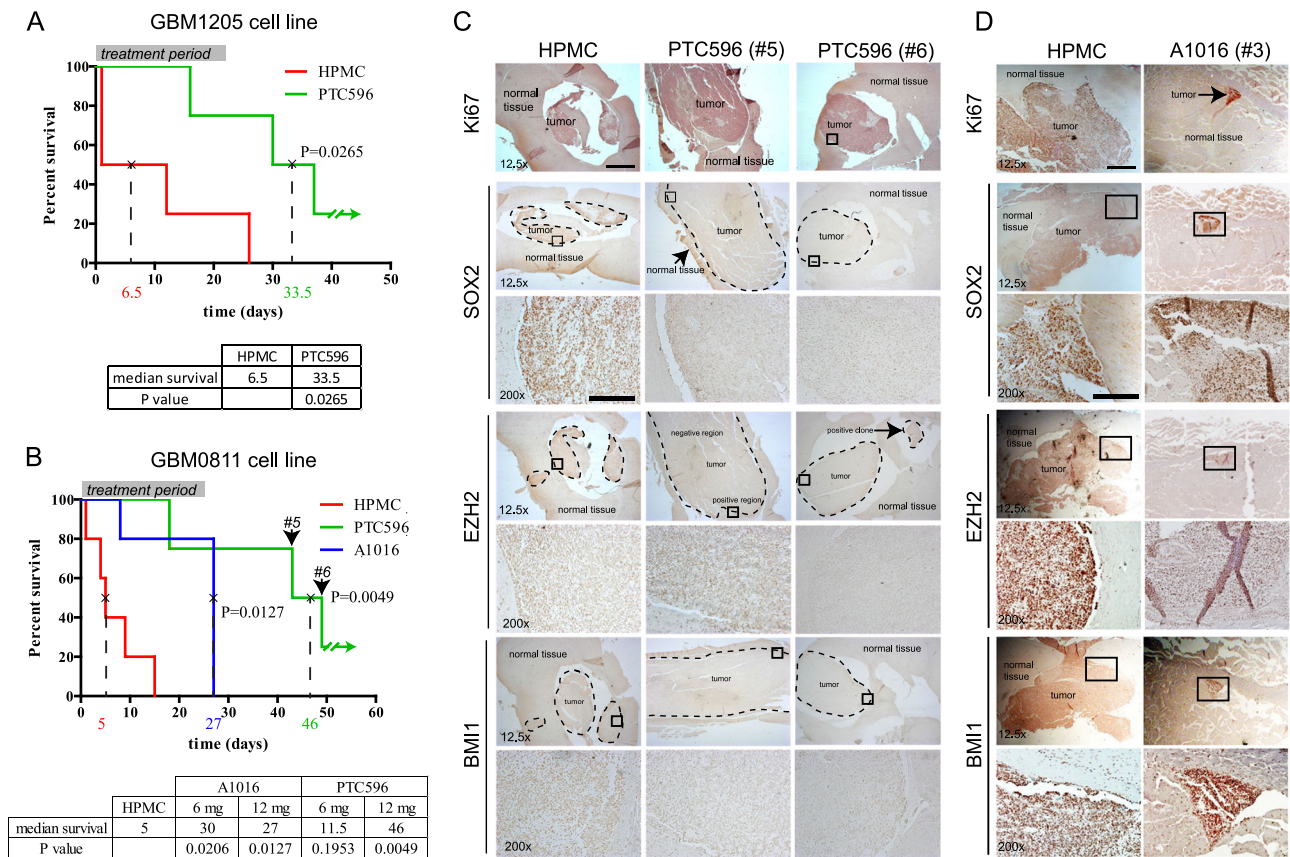 A
GBM1205 cell line
treatment period
100
80
60
40
20
0
Percent survival
HPMC
PTC596
P=0.0265
0
10
20
30
40
50
6.5
33.5
time (days)
HPMC
PTC596
median survival
6.5
33.5
P value
0.0265
B
GBM0811 cell line
treatment period
100
80
60
40
20
0
Percent survival
HPMC
PTC596
A1016
#5
#6
P=0.0127
P=0.0049
0
10
20
30
40
50
60
5
27
46
time (days)
A1016
PTC596
HPMC
6 mg
12 mg
6 mg
12 mg
median survival
5
30
27
11.5
46
P value
0.0206
0.0127
0.1953
0.0049
C
HPMC
PTC596 (#5)
PTC596 (#6)
Ki67
normal
tissue
tumor
12.5x
tumor
normal tissue
normal tissue
tumor
SOX2
tumor
normal tissue
12.5x
tumor
normal tissue
normal tissue
tumor
200x
EZH2
tumor
normal tissue
12.5x
negative region
tumor
positive region
positive clone
tumor
normal tissue
200x
BMI1
normal tissue
tumor
12.5x
tumor
normal tissue
tumor
200x
D
HPMC
A1016 (#3)
Ki67
normal tissue
tumor
12.5x
tumor
normal tissue
SOX2
normal
tissue
tumor
12.5x
200x
EZH2
normal
tissue
tumor
12.5x
200x
BMI1
normal
tissue
tumor
12.5x
200x